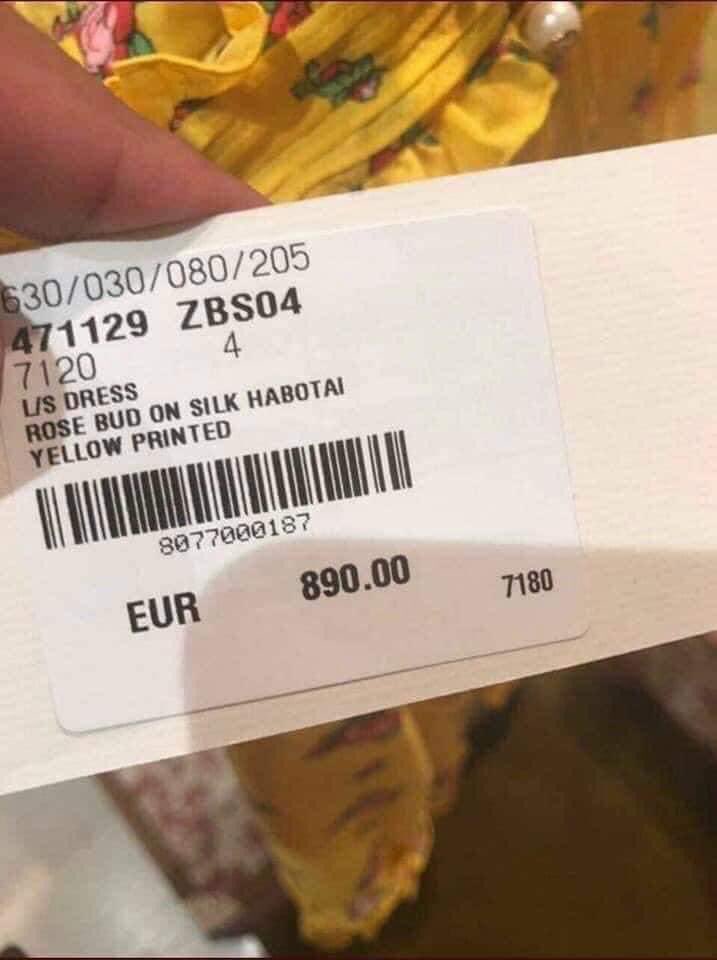 630/030/080/205
471129 ZBS04
7120 4
L/S DRESS
ROSE BUD ON SILK HABOTAI
YELLOW PRINTED
8077000187
EUR 890.00 7180